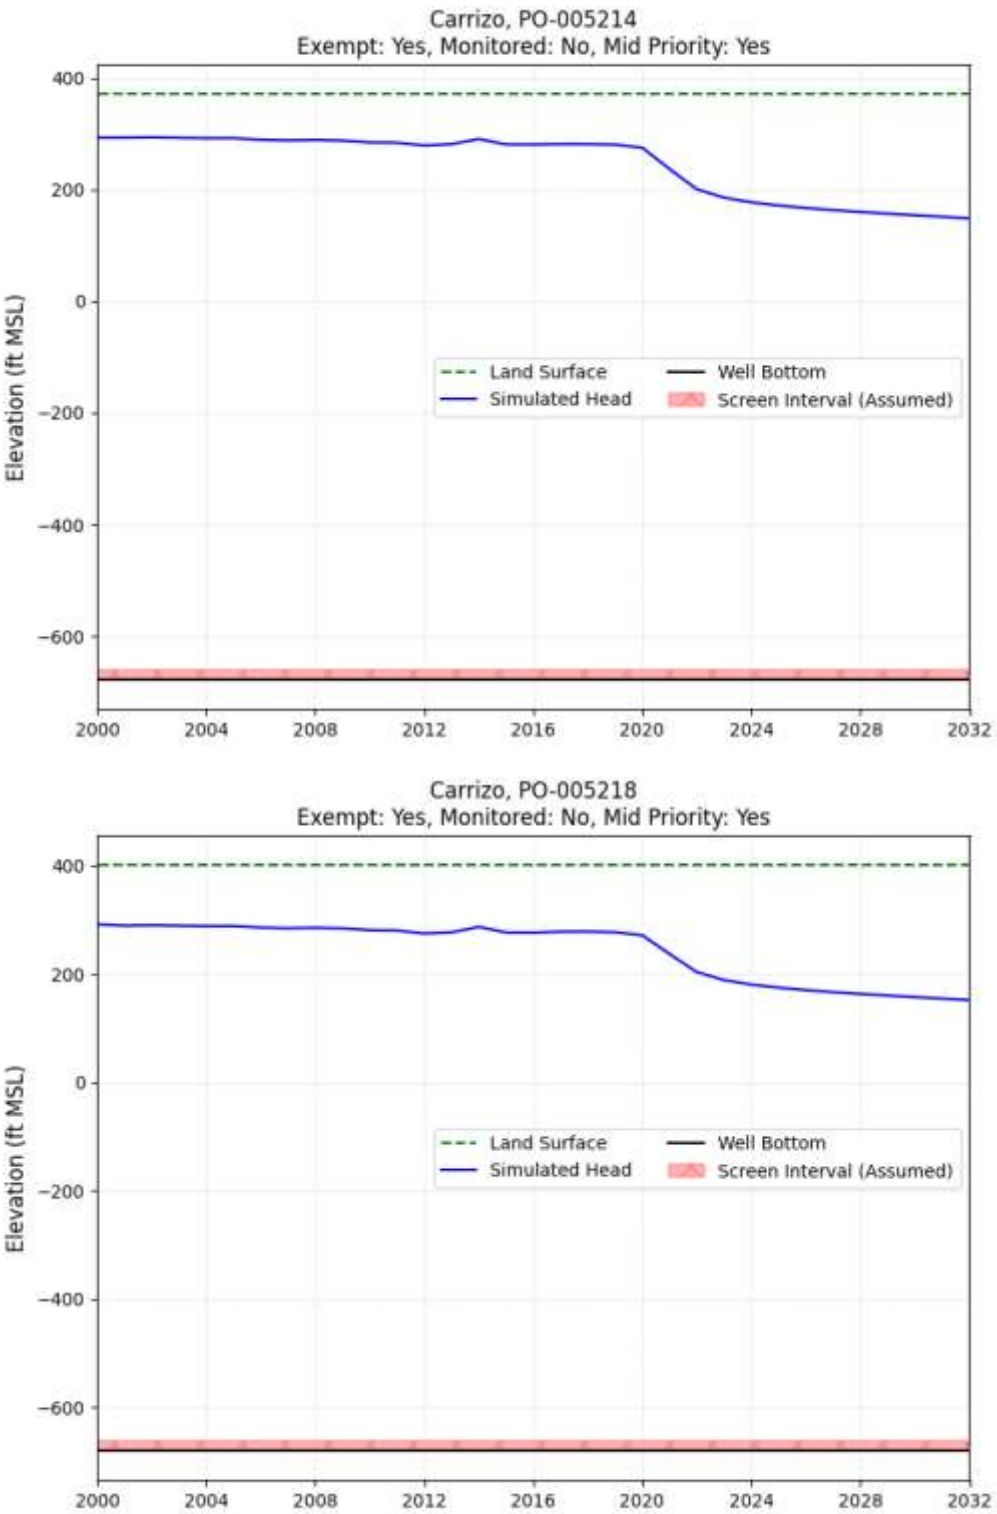 Carrizo, PO-005214
Exempt: Yes, Monitored: No, Mid Priority: Yes
400
200
0
−200
−400
−600
Elevation (ft MSL)
Land Surface
Simulated Head
Well Bottom
Screen Interval (Assumed)
2000 2004 2008 2012 2016 2020 2024 2028 2032
Carrizo, PO-005218
Exempt: Yes, Monitored: No, Mid Priority: Yes
400
200
0
−200
−400
−600
Elevation (ft MSL)
Land Surface
Simulated Head
Well Bottom
Screen Interval (Assumed)
2000 2004 2008 2012 2016 2020 2024 2028 2032